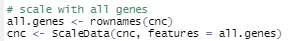 # scale with all genes
all.genes <- rownames(cnc)
cnc <- ScaleData(cnc, features = all.genes)